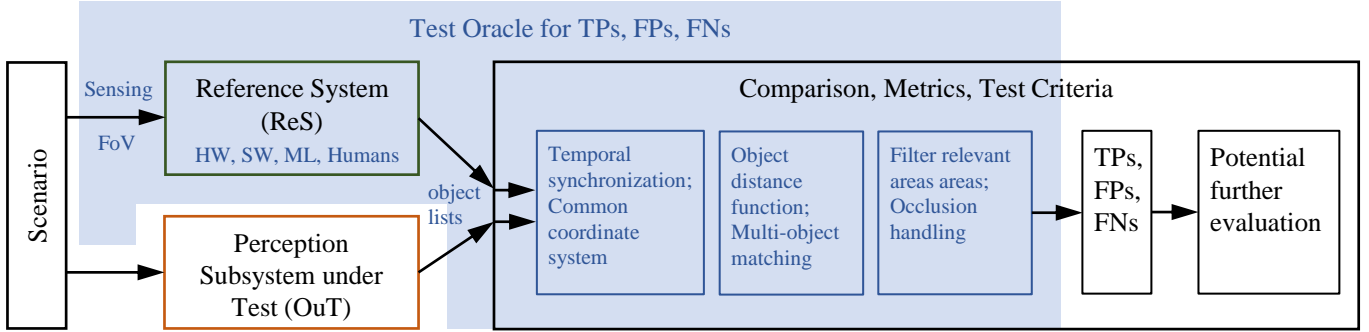 Test Oracle for TPs, FPs, FNs
Scenario
Sensing
FoV
Reference System
(ReS)
HW, SW, ML, Humans
Perception
Subsystem under
Test (OuT)
object
lists
Comparison, Metrics, Test Criteria
Temporal
synchronization;
Common
coordinate
system
Object
distance
function;
Multi-object
matching
Filter relevant
areas areas;
Occlusion
handling
TPs,
FPs,
FNs
Potential
further
evaluation